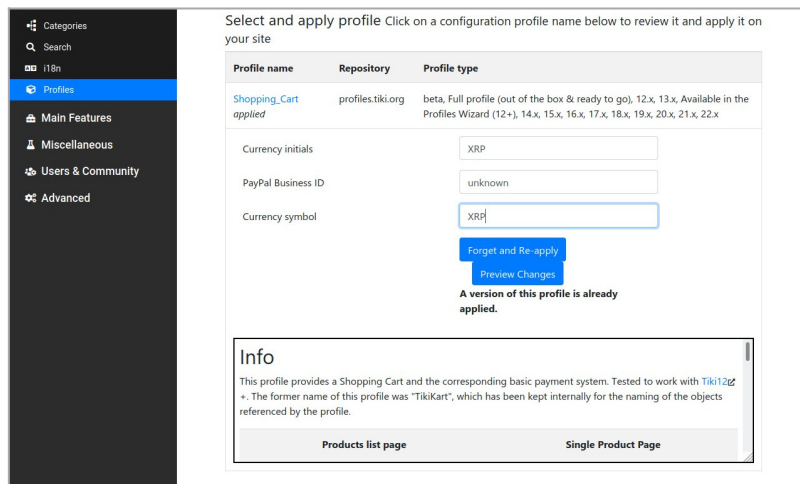 Categories
Search
i18n
Profiles
Main Features
Miscellaneous
Users & Community
Advanced
Select and apply profile Click on a configuration profile name below to review it and apply it on
your site
Profile name Repository Profile type
Shopping_Cart profiles.tiki.org beta, Full profile (out of the box & ready to go), 12.x, 13.x, Available in the
applied Profiles Wizard (12+), 14.x, 15.x, 16.x, 17.x, 18.x, 19.x, 20.x, 21.x, 22.x
Currency initials XRP
PayPal Business ID unknown
Currency symbol XRP
Forget and Re-apply
Preview Changes
A version of this profile is already
applied.
Info
This profile provides a Shopping Cart and the corresponding basic payment system. Tested to work with Tiki12
+. The former name of this profile was "TikiKart", which has been kept internally for the naming of the objects
referenced by the profile.
Products list page Single Product Page